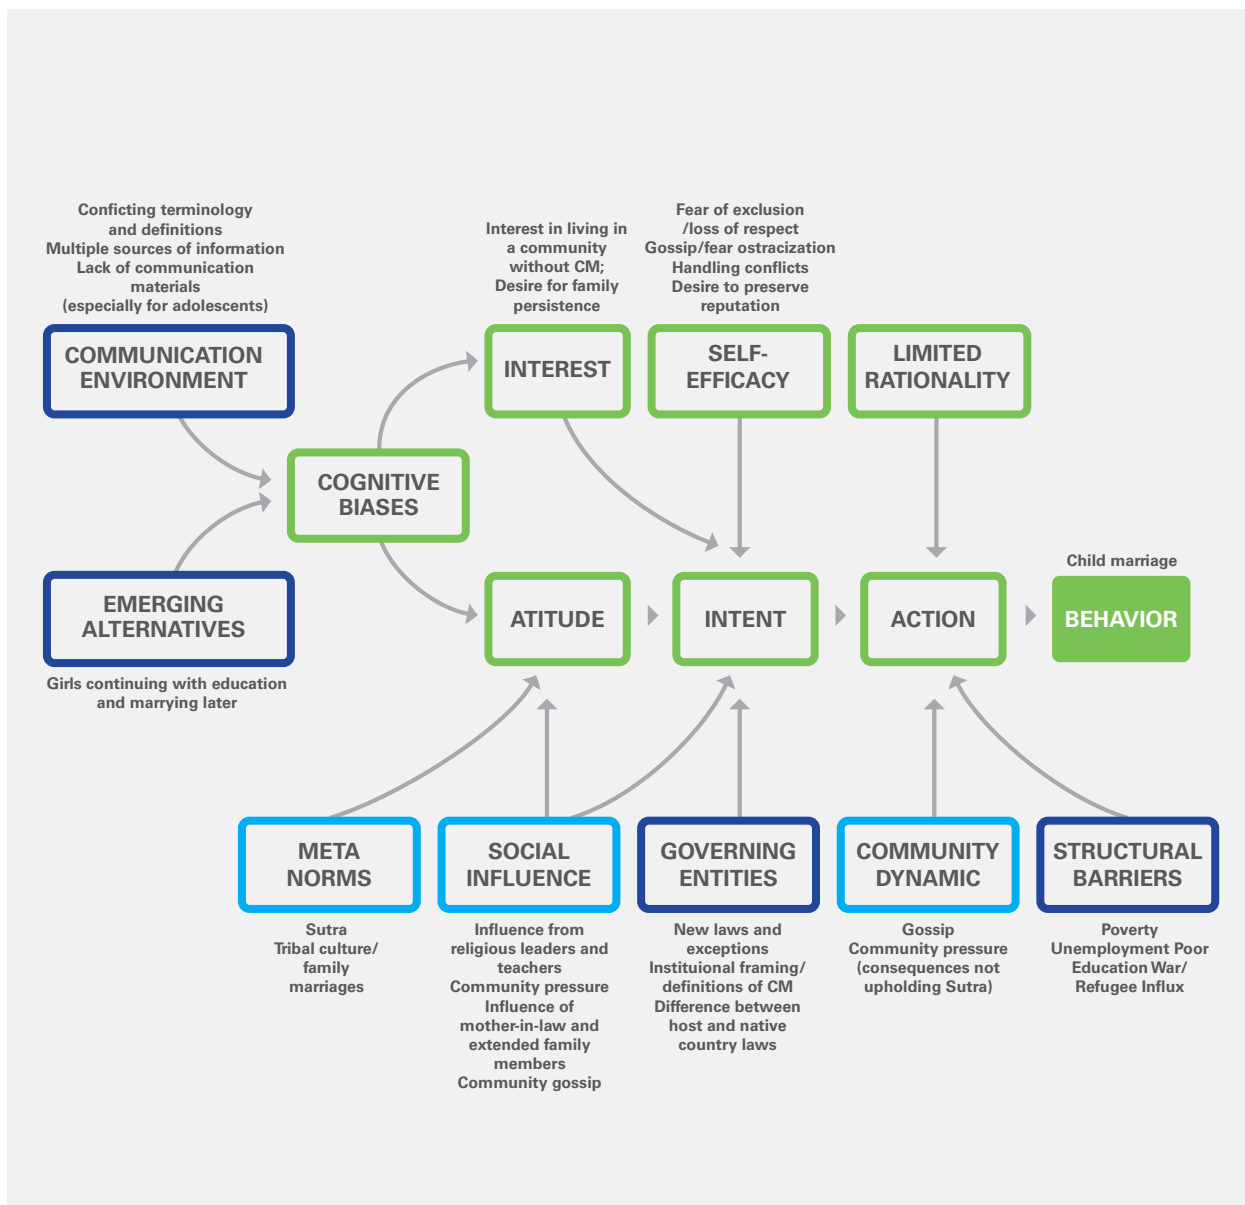 Conficting terminology
and definitions
Multiple sources of information
Lack of communication
materials
(especially for adolescents)
COMMUNICATION
ENVIRONMENT
Interest in living in
a community
without CM;
Desire for family
persistence
INTEREST
Fear of exclusion
/loss of respect
Gossip/fear ostracization
Handling conflicts
Desire to preserve
reputation
SELF-
EFFICACY
LIMITED
RATIONALITY
COGNITIVE
BIASES
EMERGING
ALTERNATIVES
Girls continuing with education
and marrying later
ATITUDE
INTENT
ACTION
Child marriage
BEHAVIOR
META
NORMS
Sutra
Tribal culture/
family
marriages
SOCIAL
INFLUENCE
Influence from
religious leaders and
teachers
Community pressure
Influence of
mother-in-law and
extended family
members
Community gossip
GOVERNING
ENTITIES
New laws and
exceptions
Instituional framing/
definitions of CM
Difference between
host and native
country laws
COMMUNITY
DYNAMIC
Gossip
Community pressure
(consequences not
upholding Sutra)
STRUCTURAL
BARRIERS
Poverty
Unemployment Poor
Education War/
Refugee Influx